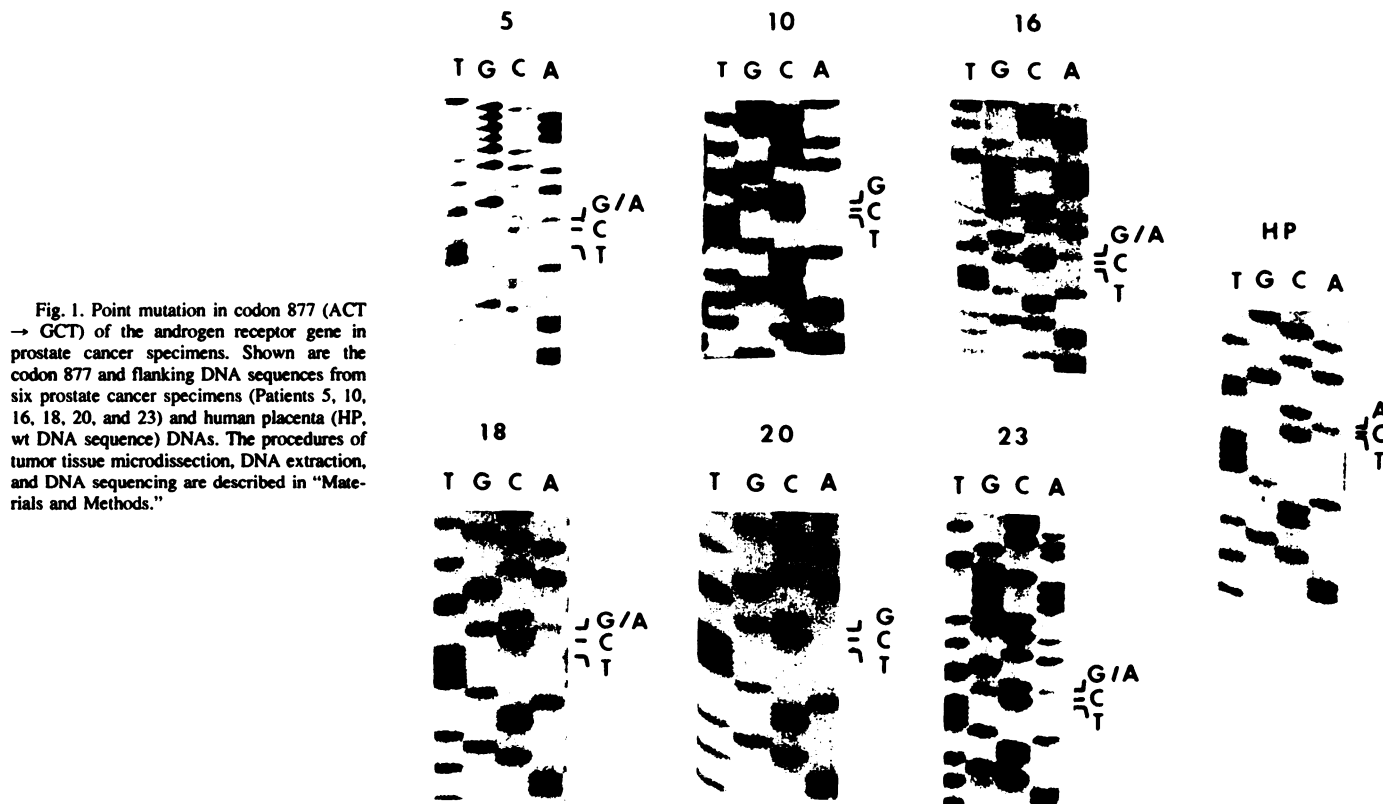 5
T G C A
G/A
C
T
10
T G C A
G
C
T
16
T G C A
G/A
C
T
HP
T G C A
A
C
T
Fig. 1. Point mutation in codon 877 (ACT
→ GCT) of the androgen receptor gene in
prostate cancer specimens. Shown are the
codon 877 and flanking DNA sequences from
six prostate cancer specimens (Patients 5, 10,
16, 18, 20, and 23) and human placenta (HP,
wt DNA sequence) DNAs. The procedures of
tumor tissue microdissection, DNA extraction,
and DNA sequencing are described in “Mate-
rials and Methods.”
18
T G C A
G/A
C
T
20
T G C A
G
C
T
23
T G C A
G/A
C
T